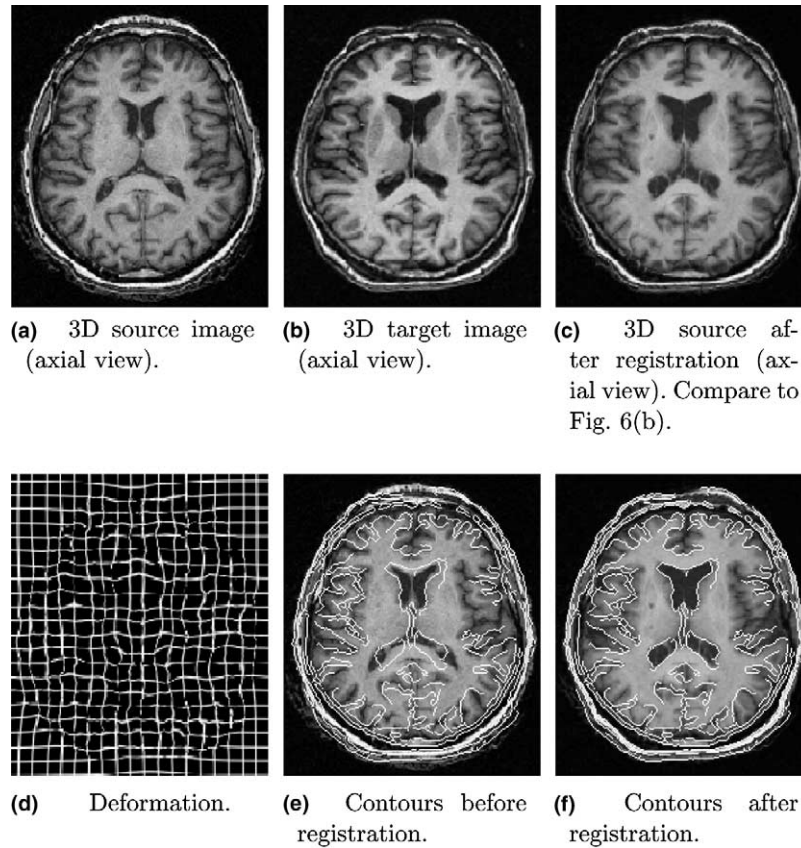 (a) 3D source image
(axial view).
(b) 3D target image
(axial view).
(c) 3D source af-
ter registration (ax-
ial view). Compare to
Fig. 6(b).
(d) Deformation.
(e) Contours before
registration.
(f) Contours after
registration.